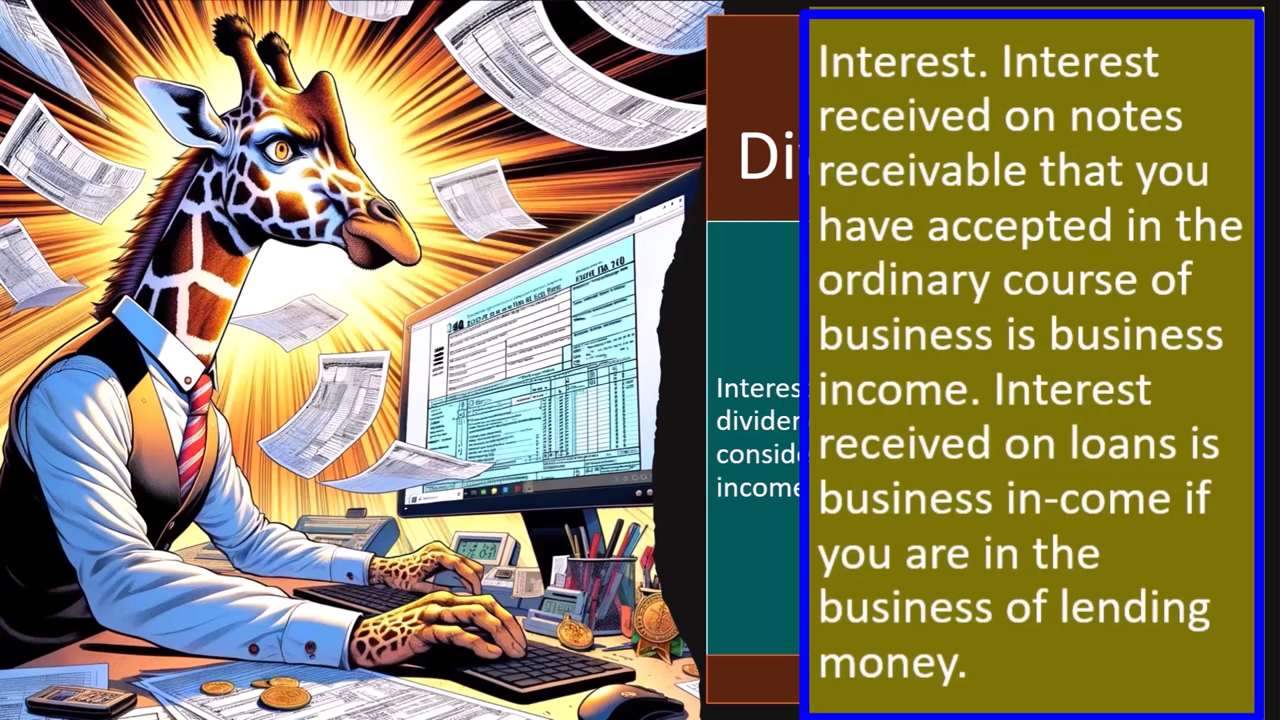 Di
Interes
divider
consid
income
Interest. Interest
received on notes
receivable that you
have accepted in the
ordinary course of
business is business
income. Interest
received on loans is
business in-come if
you are in the
business of lending
money.